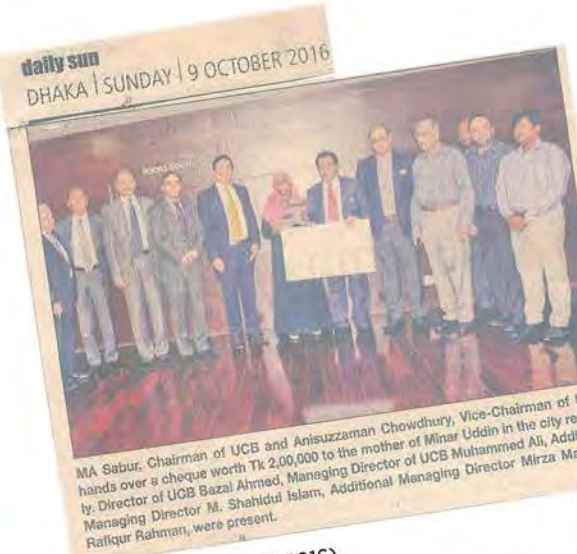 daily sun
DHAKA | SUNDAY | 9 OCTOBER 2016
MA Sabur, Chairman of UCB and Anisuzzaman Chowdhury, Vice-Chairman of
hands over a cheque worth Tk 2,00,000 to the mother of Minar Uddin in the city
ly. Director of UCB Bazal Ahmed, Managing Director of UCB Muhammed Ali,
Managing Director M. Shahidul Islam, Additional Managing Director Mirza
Rafiqur Rahman, were present.